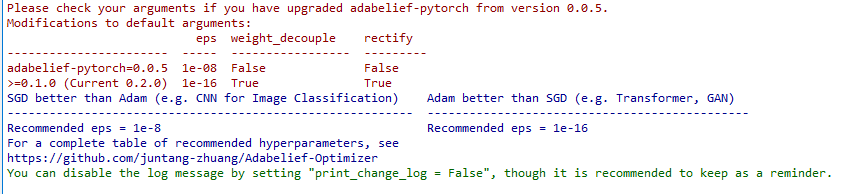 Please check your arguments if you have upgraded adabelief-pytorch from version 0.0.5.
Modifications to default arguments:
                           eps  weight_decouple    rectify
-----------------------  -----  -----------------  ---------
adabelief-pytorch=0.0.5  1e-08  False              False
>=0.1.0 (Current 0.2.0)  1e-16  True               True
SGD better than Adam (e.g. CNN for Image Classification)    Adam better than SGD (e.g. Transformer, GAN)
----------------------------------------------------------  ----------------------------------------------
Recommended eps = 1e-8                                      Recommended eps = 1e-16
For a complete table of recommended hyperparameters, see
https://github.com/juntang-zhuang/Adabelief-Optimizer
You can disable the log message by setting "print_change_log = False", though it is recommended to keep as a reminder.